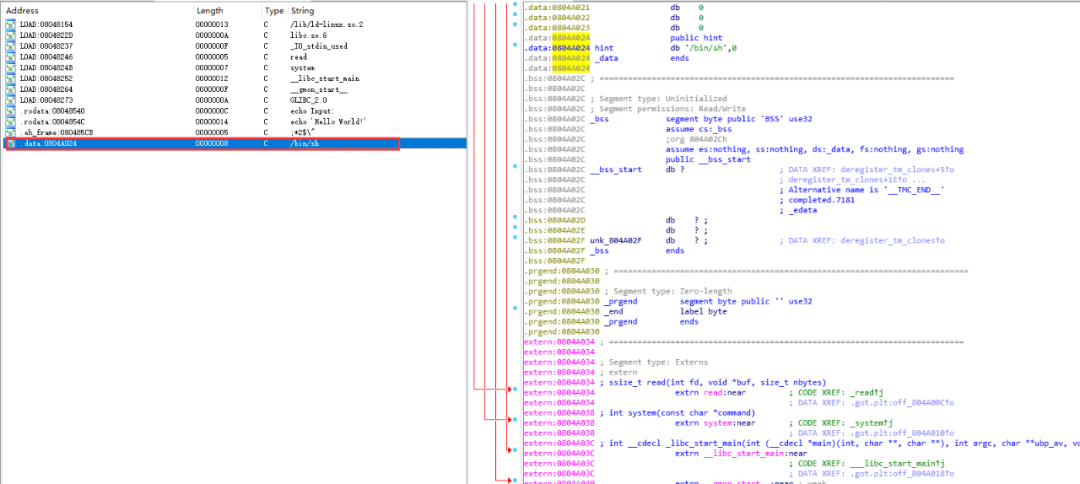 Address Length Type String
LOAD:08048154 00000013 C /lib/ld-linux.so.2
LOAD:0804822D 0000000A C libc.so.6
LOAD:08048237 0000000F C _IO_stdin_used
LOAD:08048246 00000005 C read
LOAD:0804824B 00000007 C system
LOAD:08048252 00000012 C __libc_start_main
LOAD:08048264 0000000F C __gmon_start__
LOAD:08048273 0000000A C GLIBC_2.0
.rodata:08048540 0000000C C echo Input:
.rodata:0804854C 00000014 C echo 'Hello World!'
.eh_frame:080485CB 00000005 C ;*2$\"
.data:0804A024 00000008 C /bin/sh
.data:0804A021 db 0
.data:0804A022 db 0
.data:0804A023 db 0
.data:0804A024 public hint
.data:0804A024 hint db '/bin/sh',0
.data:0804A024 _data ends
.data:0804A024
.bss:0804A02C ; ===========================================================================
.bss:0804A02C
.bss:0804A02C ; Segment type: Uninitialized
.bss:0804A02C ; Segment permissions: Read/Write
.bss:0804A02C _bss segment byte public 'BSS' use32
.bss:0804A02C assume cs:_bss
.bss:0804A02C ;org 804A02Ch
.bss:0804A02C assume es:nothing, ss:nothing, ds:_data, fs:nothing, gs:nothing
.bss:0804A02C public __bss_start
.bss:0804A02C __bss_start db ? ; DATA XREF: deregister_tm_clones+5↑o
.bss:0804A02C ; deregister_tm_clones+1E↑o ...
.bss:0804A02C ; Alternative name is '__TMC_END__'
.bss:0804A02C ; completed.7181
.bss:0804A02C ; _edata
.bss:0804A02D db ? ;
.bss:0804A02E db ? ;
.bss:0804A02F unk_804A02F db ? ; ; DATA XREF: deregister_tm_clones↑o
.bss:0804A02F _bss ends
.bss:0804A02F
.prgend:0804A030 ; ===========================================================================
.prgend:0804A030
.prgend:0804A030 ; Segment type: Zero-length
.prgend:0804A030 _prgend segment byte public '' use32
.prgend:0804A030 _end label byte
.prgend:0804A030 _prgend ends
.prgend:0804A030
extern:0804A034 ; ===========================================================================
extern:0804A034
extern:0804A034 ; Segment type: Externs
extern:0804A034 ; extern
extern:0804A034 ; ssize_t read(int fd, void *buf, size_t nbytes)
extern:0804A034 extrn read:near ; CODE XREF: _read↑j
extern:0804A034 ; DATA XREF: .got.plt:off_804A00C↑o
extern:0804A038 ; int system(const char *command)
extern:0804A038 extrn system:near ; CODE XREF: _system↑j
extern:0804A038 ; DATA XREF: .got.plt:off_804A010↑o
extern:0804A03C ; int __cdecl _libc_start_main(int (__cdecl *main)(int, char **, char **), int argc, char **ubp_av, vo
extern:0804A03C extrn __libc_start_main:near
extern:0804A03C ; CODE XREF: ___libc_start_main↑j
extern:0804A03C ; DATA XREF: .got.plt:off_804A018↑o